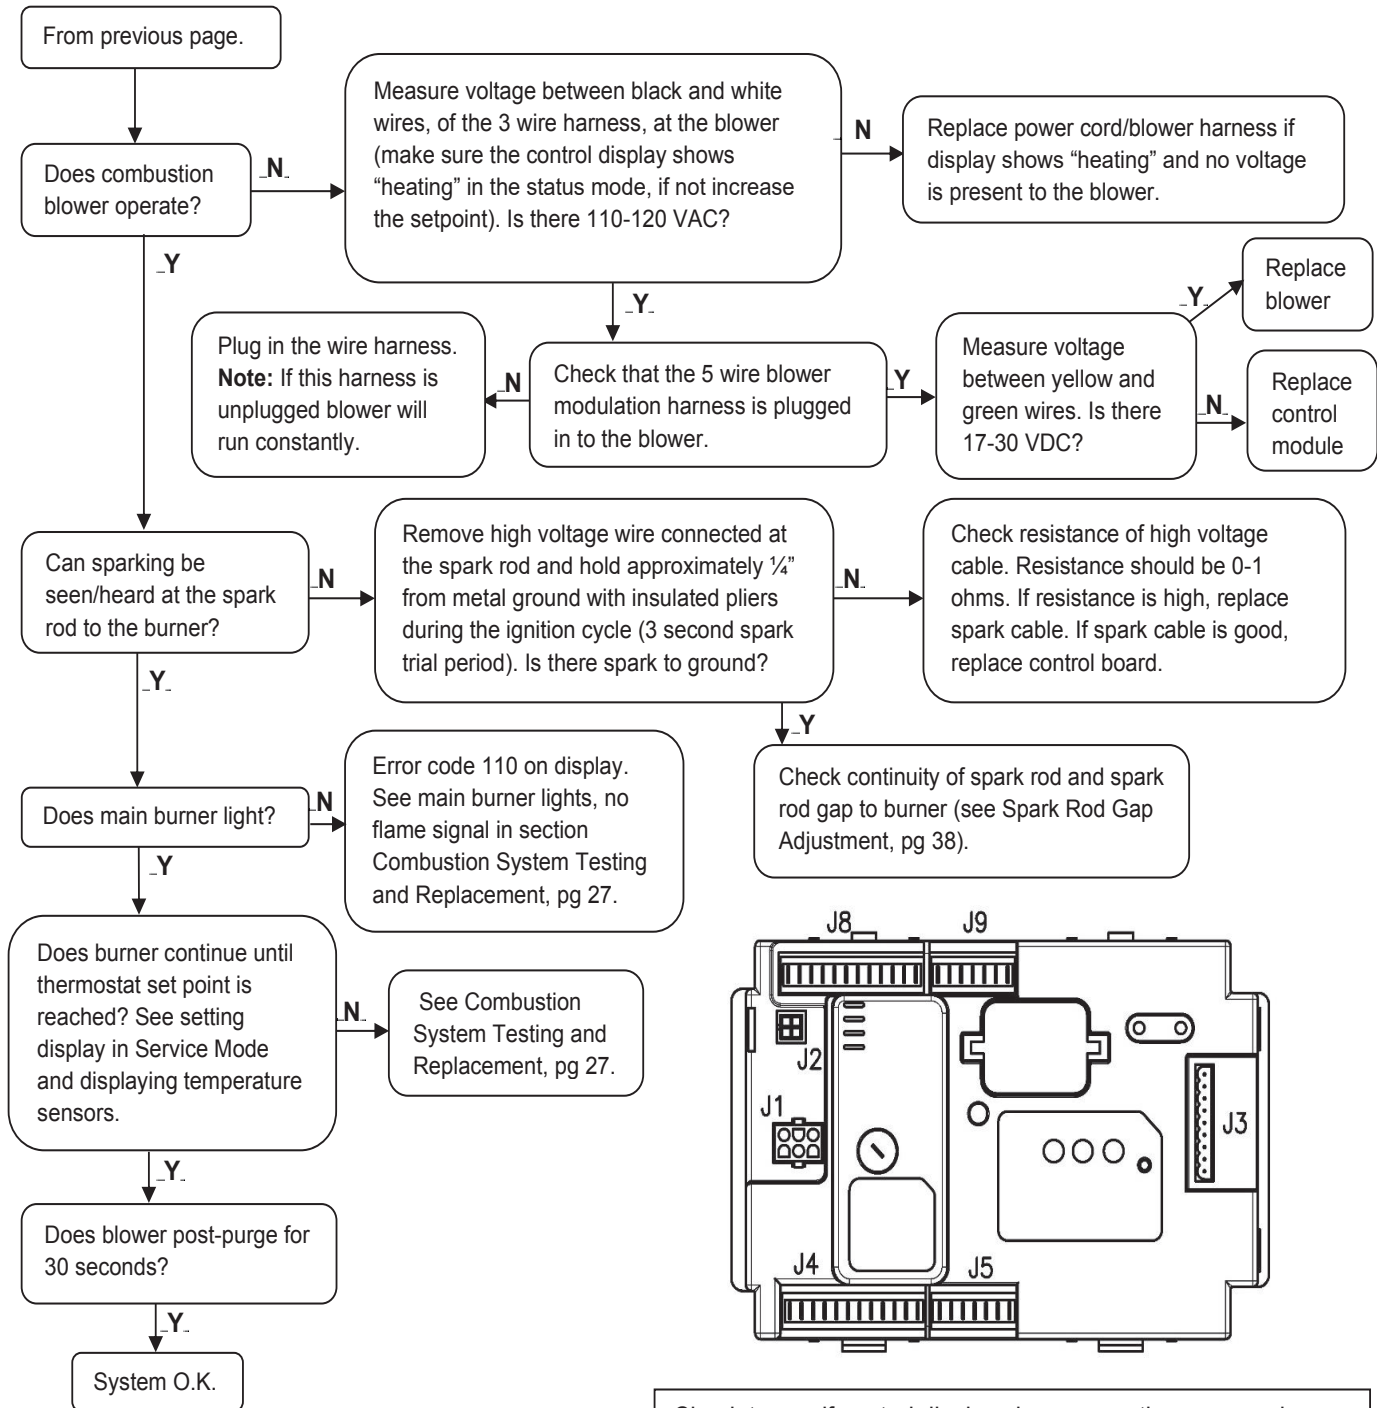 From previous page.
Does combustion
blower operate?
N
Measure voltage between black and white
wires, of the 3 wire harness, at the blower
(make sure the control display shows
“heating” in the status mode, if not increase
the setpoint). Is there 110-120 VAC?
N
Replace power cord/blower harness if
display shows “heating” and no voltage
is present to the blower.
Y
Y
Plug in the wire harness.
Note: If this harness is
unplugged blower will
run constantly.
N
Check that the 5 wire blower
modulation harness is plugged
in to the blower.
Y
Measure voltage
between yellow and
green wires. Is there
17-30 VDC?
Y
Replace
blower
N
Replace
control
module
Can sparking be
seen/heard at the spark
rod to the burner?
N
Remove high voltage wire connected at
the spark rod and hold approximately ¼”
from metal ground with insulated pliers
during the ignition cycle (3 second spark
trial period). Is there spark to ground?
N
Check resistance of high voltage
cable. Resistance should be 0-1
ohms. If resistance is high, replace
spark cable. If spark cable is good,
replace control board.
Y
Y
Check continuity of spark rod and spark
rod gap to burner (see Spark Rod Gap
Adjustment, pg 38).
Does main burner light?
N
Error code 110 on display.
See main burner lights, no
flame signal in section
Combustion System Testing
and Replacement, pg 27.
Y
Does burner continue until
thermostat set point is
reached? See setting
display in Service Mode
and displaying temperature
sensors.
N
See Combustion
System Testing and
Replacement, pg 27.
Y
Does blower post-purge for
30 seconds?
Y
System O.K.
J8
J9
J2
J1
J3
J4
J5